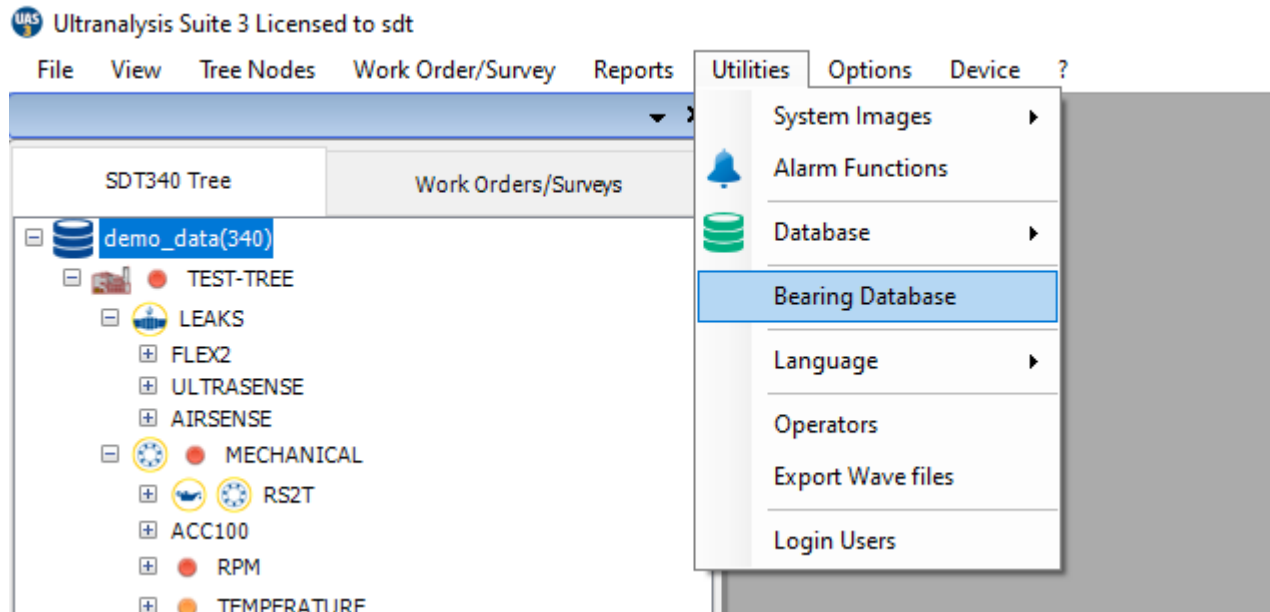 UAS 3 Ultranalysis Suite 3 Licensed to sdt
File View Tree Nodes Work Order/Survey Reports Utilities Options Device ?
SDT340 Tree Work Orders/Surveys
demo_data(340)
TEST-TREE
LEAKS
FLEX2
ULTRASENSE
AIRSENSE
MECHANICAL
RS2T
ACC100
RPM
TEMPERATURE
System Images
Alarm Functions
Database
Bearing Database
Language
Operators
Export Wave files
Login Users